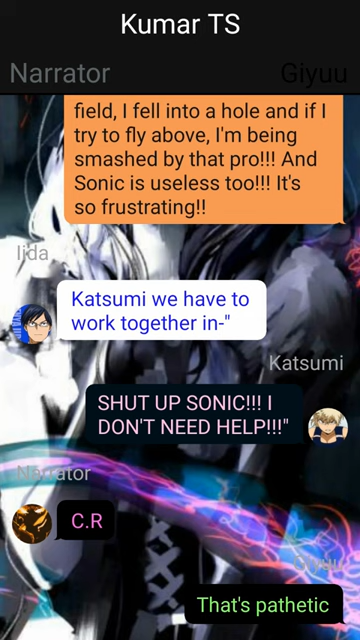 Kumar TS
Narrator
Giyuu
field, I fell into a hole and if I
try to fly above, I'm being
smashed by that pro!!! And
Sonic is useless too!!! It's
so frustrating!!
Iida
Katsumi we have to
work together in-"
Katsumi
SHUT UP SONIC!!! I
DON'T NEED HELP!!!"
Narrator
C.R
Giyuu
That's pathetic